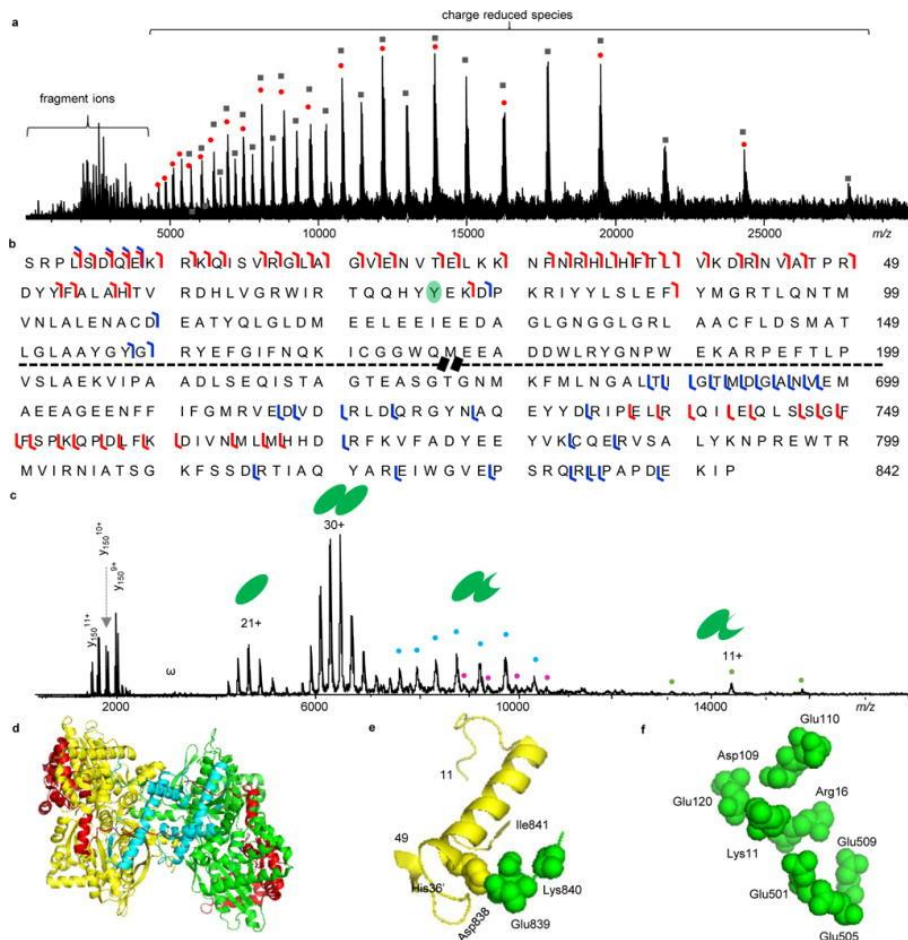 a
charge reduced species
fragment ions
5000 10000 15000 20000 25000 m/z
b
SRPLSDQEK RKQISVRGLA GVENVTELKK NFNRHLHFTL VKDRNVATPR 49
DYYFALAHTV RDHLVGRWIR TQQHYYEKDP KRIYYLSLEF YMGRTLQNTM 99
VNLALENACD EATYQLGLDM EELEEIEEDA GLGNGGLGRL AACFLDSMAT 149
LGLAAYGYG RYEFGIFNQK ICGGWQMEEA DDWLRYGNPW EKARPEFTLP 199
VSLAEKVIPA ADLSEQISTA GTEASGTGNM KFMLNGALTI GTMDGANVEM 699
AEEAGEENFF IFGMRVEDVD RLDQRGYNAQ EYYDRIPELR QIIEQLSSGF 749
FSPKQPDLFK DIVNMLMHHD RFKVFADYEE YVKCQERVSA LYKNPREWTR 799
MVIRNIATSG KFSSDRTIAQ YAREIWGVEP SRQRLPAPDE KIP 842
c
y150 11+
y150 10+
y150 9+
ω
21+
30+
11+
2000 6000 10000 14000 m/z
d
e
11
49
Ile841
His36'
Asp838
Glu839
Lys840
f
Glu110
Asp109
Glu120
Arg16
Lys11
Glu509
Glu501
Glu505